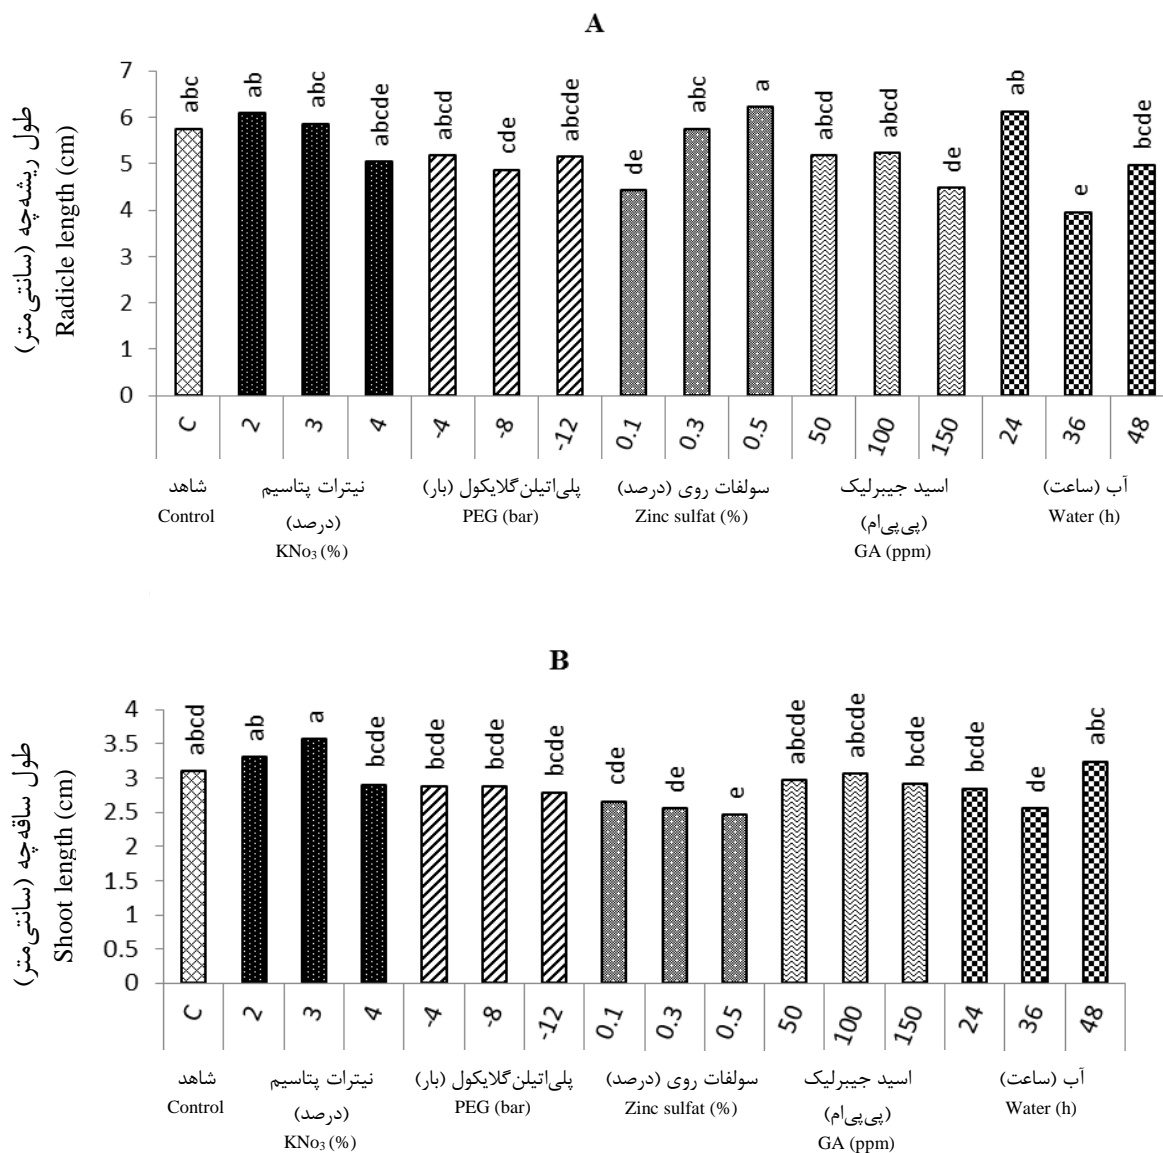 A
طول ریشه‌چه (سانتی‌متر)
Radicle length (cm)
7
6
5
4
3
2
1
0
abc ab abc abcde abcd cde abcde de abc a abcd abcd de ab e bcde
C 2 3 4 -4 -8 -12 0.1 0.3 0.5 50 100 150 24 36 48
شاهد
Control
نیترات پتاسیم
(درصد)
KNo₃ (%)
پلی‌اتیلن‌گلایکول (بار)
PEG (bar)
سولفات روی (درصد)
Zinc sulfat (%)
اسید جیبرلیک
(پی‌پی‌ام)
GA (ppm)
آب (ساعت)
Water (h)
B
طول ساقه‌چه (سانتی‌متر)
Shoot length (cm)
4
3.5
3
2.5
2
1.5
1
0.5
0
abcd ab a bcde bcde bcde bcde cde de e abcde abcde bcde bcde de abc
C 2 3 4 -4 -8 -12 0.1 0.3 0.5 50 100 150 24 36 48
شاهد
Control
نیترات پتاسیم
(درصد)
KNo₃ (%)
پلی‌اتیلن‌گلایکول (بار)
PEG (bar)
سولفات روی (درصد)
Zinc sulfat (%)
اسید جیبرلیک
(پی‌پی‌ام)
GA (ppm)
آب (ساعت)
Water (h)